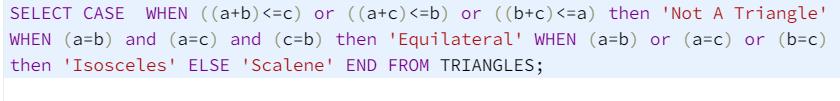 SELECT CASE  WHEN ((a+b)<=c) or ((a+c)<=b) or ((b+c)<=a) then 'Not A Triangle'
WHEN (a=b) and (a=c) and (c=b) then 'Equilateral' WHEN (a=b) or (a=c) or (b=c)
then 'Isosceles' ELSE 'Scalene' END FROM TRIANGLES;